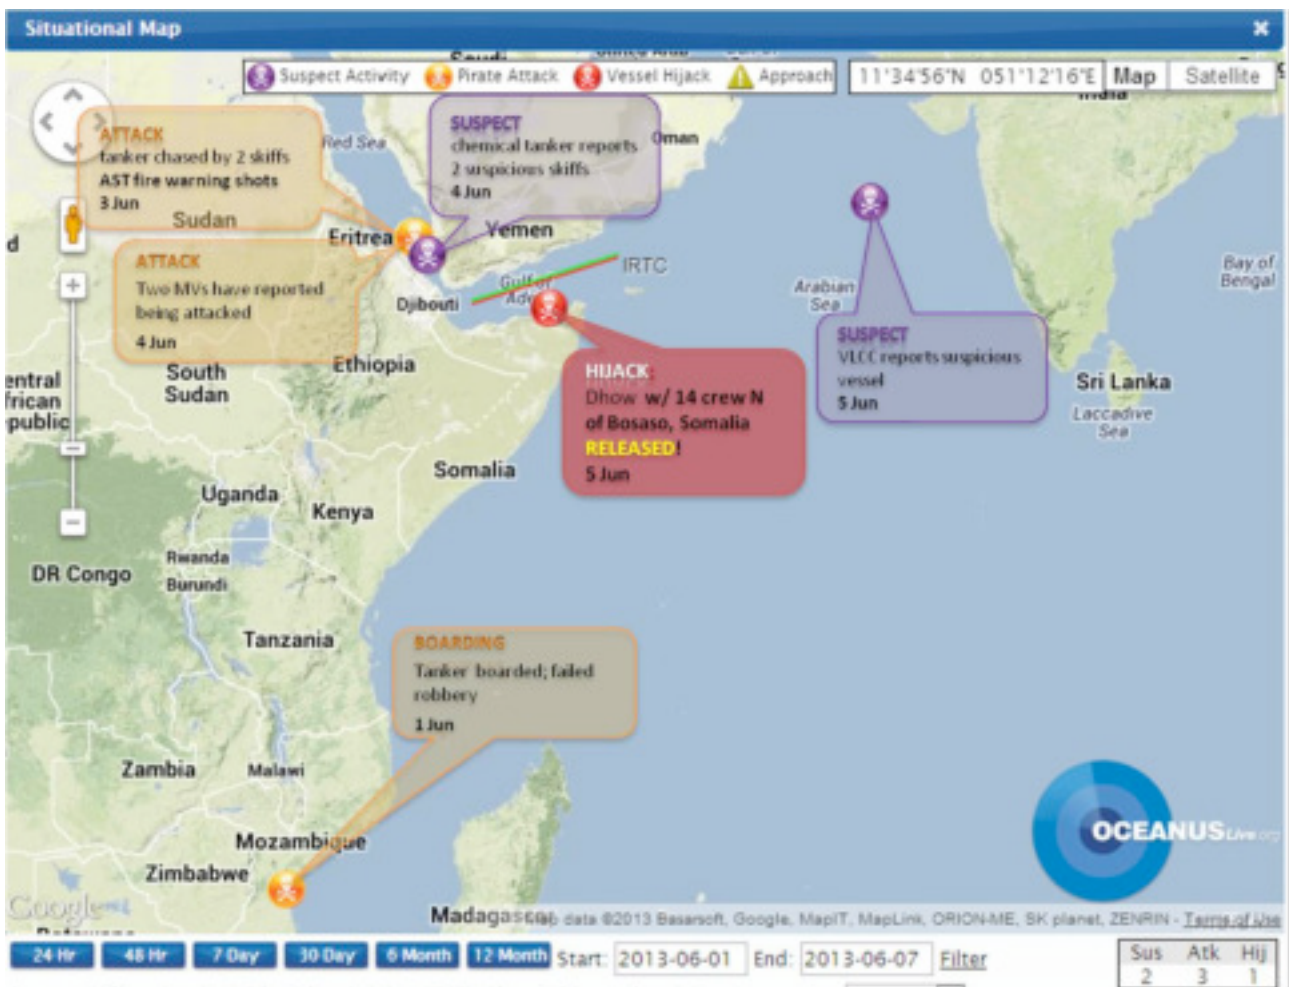 Situational Map
Suspect Activity Pirate Attack Vessel Hijack Approach
11°34'56"N 051°12'16"E Map Satellite
ATTACK
tanker chased by 2 skiffs
AST fire warning shots
3 Jun
SUSPECT
chemical tanker reports
2 suspicious skiffs
4 Jun
Red Sea
Oman
Sudan
Eritrea
Yemen
ATTACK
Two MVs have reported
being attacked
4 Jun
IRTC
Gulf of
Djibouti
Arabian
Sea
Bay of
Bengal
SUSPECT
VLCC reports suspicious
vessel
5 Jun
HIJACK
Dhow w/ 14 crew N
of Bosaso, Somalia
RELEASED!
5 Jun
Ethiopia
South
Sudan
Sri Lanka
Laccadive
Sea
Somalia
Uganda
Kenya
DR Congo
Rwanda
Burundi
Tanzania
BOARDING
Tanker boarded; failed
robbery
1 Jun
Zambia
Malawi
Mozambique
Zimbabwe
OCEANUSLive.org
Google
Madagascar
data ©2013 Basarsoft, Google, MapIT, MapLink, ORION-ME, SK planet, ZENRIN - Terms of Use
24 Hr 48 Hr 7 Day 30 Day 6 Month 12 Month Start: 2013-06-01 End: 2013-06-07 Filter
Sus Atk Hij
2 3 1